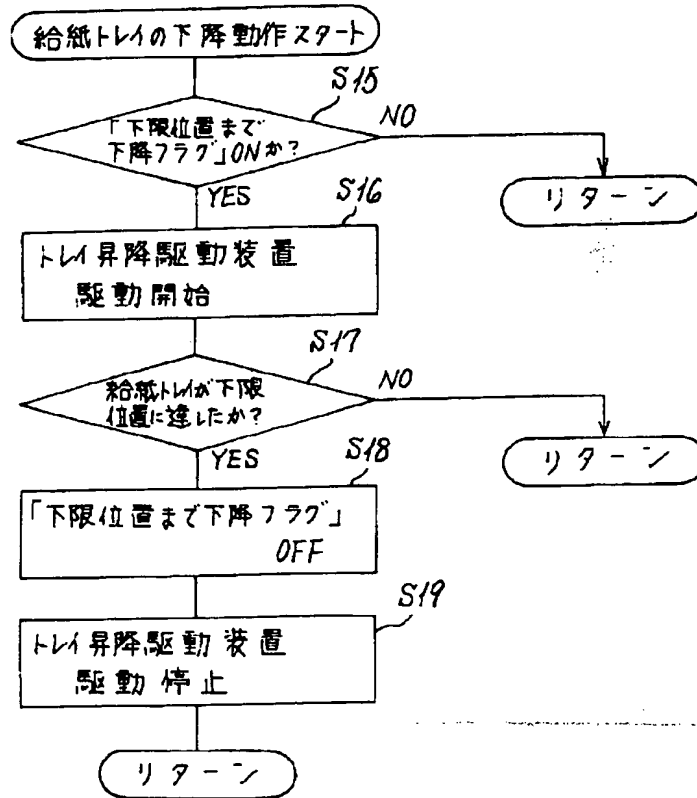 給紙トレイの下降動作スタート
S15
「下限位置まで
下降フラグ」ONか?
NO
リターン
YES
S16
トレイ昇降駆動装置
駆動開始
S17
給紙トレイが下限
位置に達したか?
NO
リターン
YES
S18
「下限位置まで下降フラグ」
OFF
S19
トレイ昇降駆動装置
駆動停止
リターン